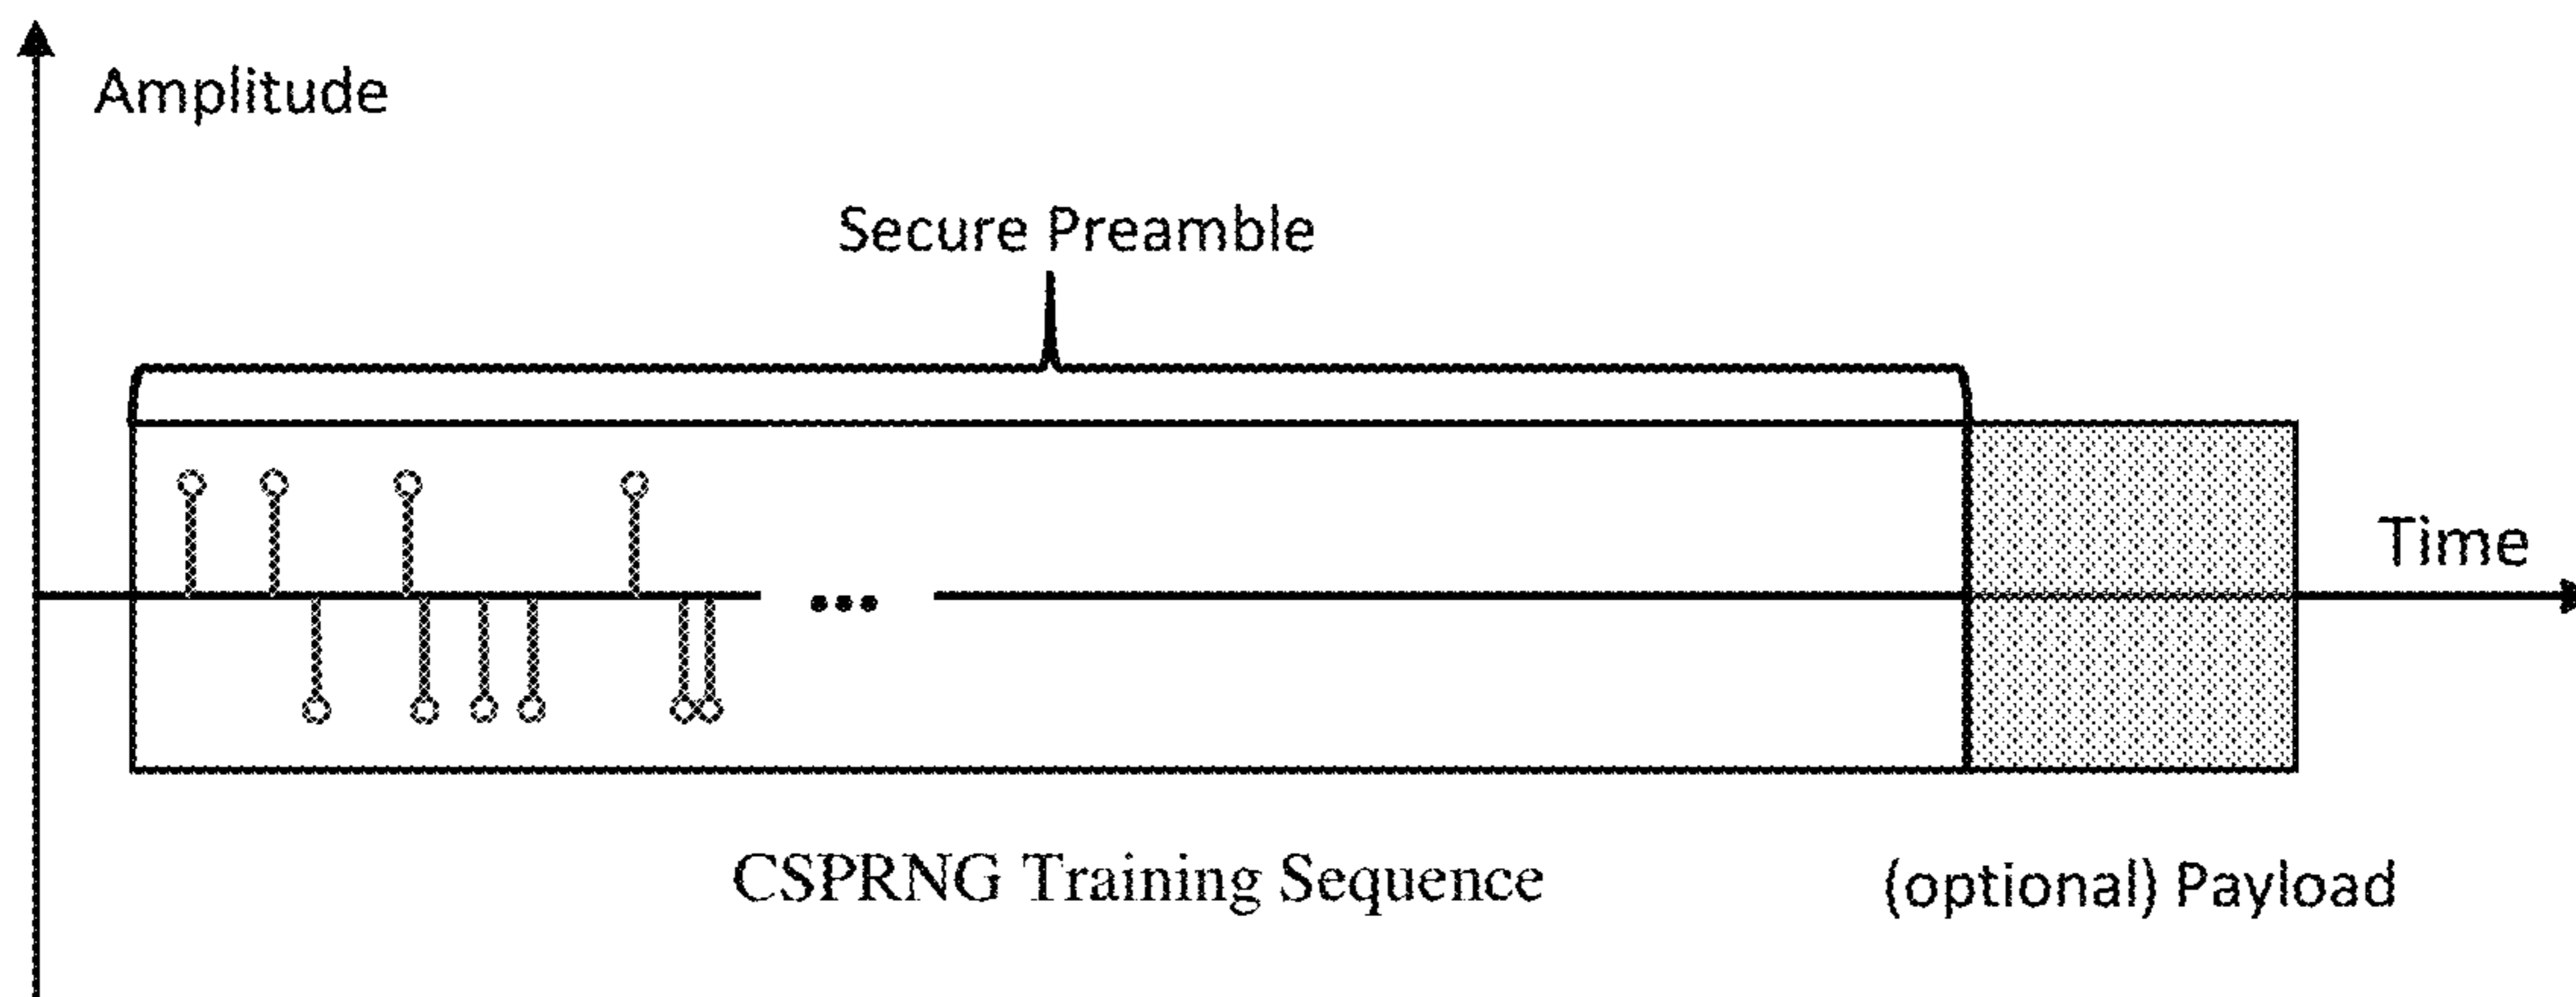 Amplitude
Secure Preamble
Time
CSPRNG Training Sequence
(optional) Payload